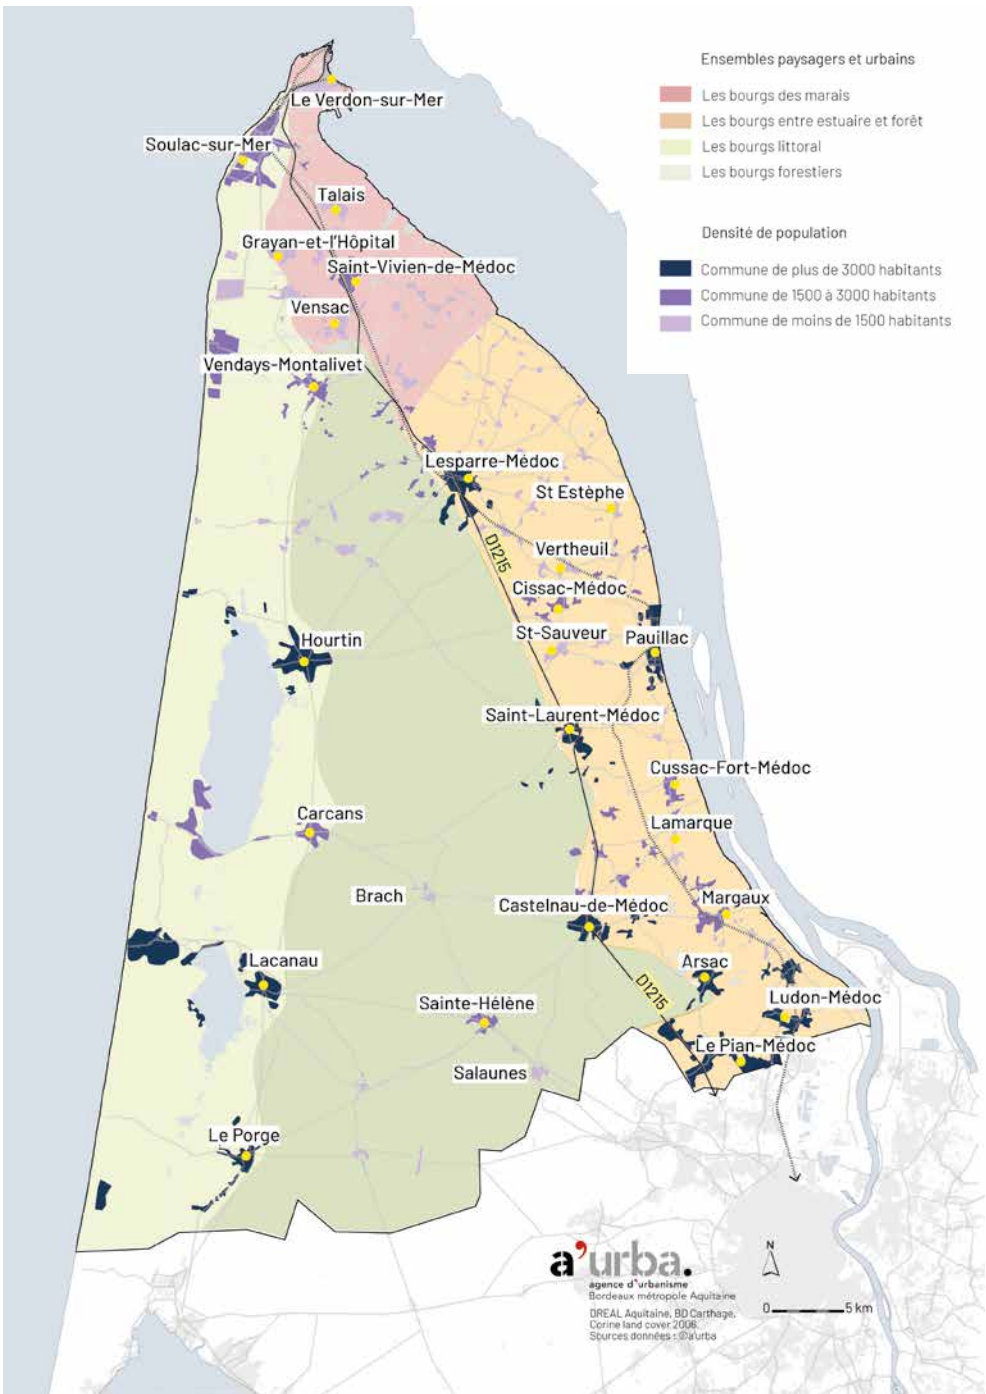 Ensembles paysagers et urbains
Les bourgs des marais
Les bourgs entre estuaire et forêt
Les bourgs littoral
Les bourgs forestiers
Densité de population
Commune de plus de 3000 habitants
Commune de 1500 à 3000 habitants
Commune de moins de 1500 habitants
Le Verdon-sur-Mer
Soulac-sur-Mer
Talais
Grayan-et-l'Hôpital
Saint-Vivien-de-Médoc
Vensac
Vendays-Montalivet
Lesparre-Médoc
St Estèphe
D1215
Vertheuil
Cissac-Médoc
St-Sauveur
Pauillac
Hourtin
Saint-Laurent-Médoc
Cussac-Fort-Médoc
Carcans
Lamarque
Brach
Castelnau-de-Médoc
Margaux
Lacanau
Arsac
D1215
Sainte-Hélène
Ludon-Médoc
Le Pian-Médoc
Salaunes
Le Porge
a'urba.
agence d'urbanisme
Bordeaux métropole Aquitaine
DREAL Aquitaine, BD Carthage,
Corine land cover 2006.
Sources données : ©a'urba
N
0 5 km